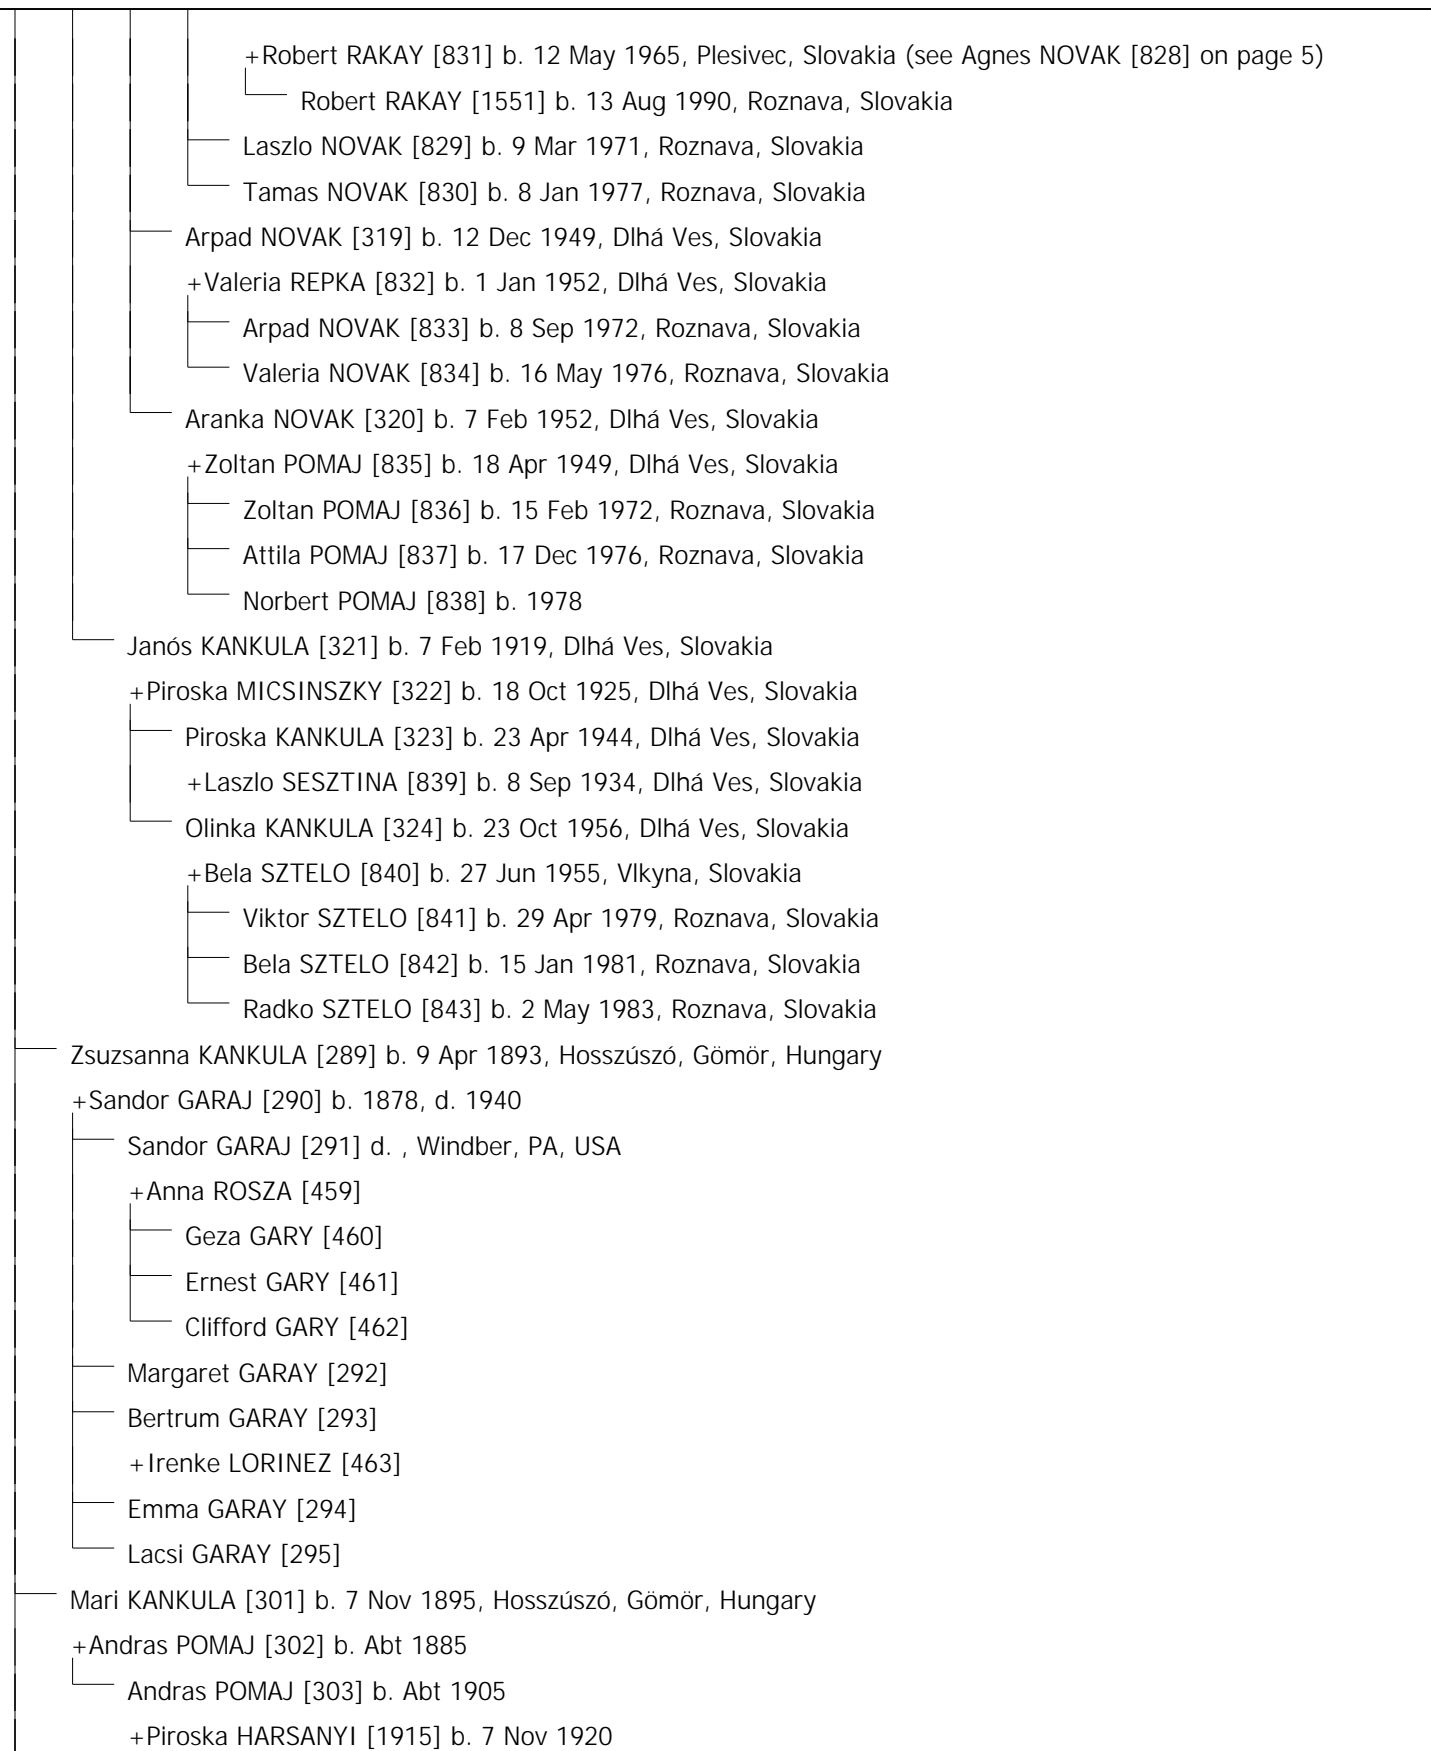 +Robert RAKAY [831] b. 12 May 1965, Plesivec, Slovakia (see Agnes NOVAK [828] on page 5)
Robert RAKAY [1551] b. 13 Aug 1990, Roznava, Slovakia
Laszlo NOVAK [829] b. 9 Mar 1971, Roznava, Slovakia
Tamas NOVAK [830] b. 8 Jan 1977, Roznava, Slovakia
Arpad NOVAK [319] b. 12 Dec 1949, Dlhá Ves, Slovakia
+Valeria REPKA [832] b. 1 Jan 1952, Dlhá Ves, Slovakia
Arpad NOVAK [833] b. 8 Sep 1972, Roznava, Slovakia
Valeria NOVAK [834] b. 16 May 1976, Roznava, Slovakia
Aranka NOVAK [320] b. 7 Feb 1952, Dlhá Ves, Slovakia
+Zoltan POMAJ [835] b. 18 Apr 1949, Dlhá Ves, Slovakia
Zoltan POMAJ [836] b. 15 Feb 1972, Roznava, Slovakia
Attila POMAJ [837] b. 17 Dec 1976, Roznava, Slovakia
Norbert POMAJ [838] b. 1978
Janós KANKULA [321] b. 7 Feb 1919, Dlhá Ves, Slovakia
+Piroska MICSINSZKY [322] b. 18 Oct 1925, Dlhá Ves, Slovakia
Piroska KANKULA [323] b. 23 Apr 1944, Dlhá Ves, Slovakia
+Laszlo SESZTINA [839] b. 8 Sep 1934, Dlhá Ves, Slovakia
Olinka KANKULA [324] b. 23 Oct 1956, Dlhá Ves, Slovakia
+Bela SZTELO [840] b. 27 Jun 1955, Vlkyna, Slovakia
Viktor SZTELO [841] b. 29 Apr 1979, Roznava, Slovakia
Bela SZTELO [842] b. 15 Jan 1981, Roznava, Slovakia
Radko SZTELO [843] b. 2 May 1983, Roznava, Slovakia
Zsuzsanna KANKULA [289] b. 9 Apr 1893, Hosszúszó, Gömör, Hungary
+Sandor GARAJ [290] b. 1878, d. 1940
Sandor GARAJ [291] d. , Windber, PA, USA
+Anna ROSZA [459]
Geza GARY [460]
Ernest GARY [461]
Clifford GARY [462]
Margaret GARAY [292]
Bertrum GARAY [293]
+Irenke LORINEZ [463]
Emma GARAY [294]
Lacsi GARAY [295]
Mari KANKULA [301] b. 7 Nov 1895, Hosszúszó, Gömör, Hungary
+Andras POMAJ [302] b. Abt 1885
Andras POMAJ [303] b. Abt 1905
+Piroska HARSANYI [1915] b. 7 Nov 1920